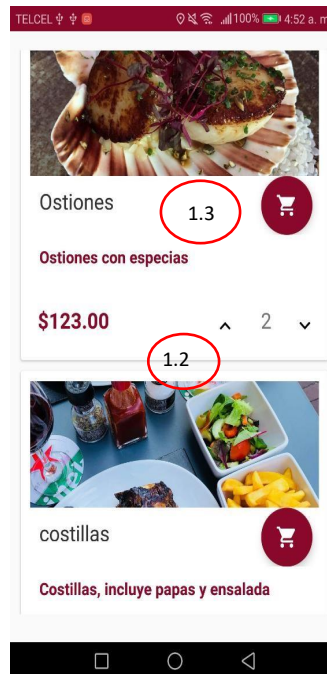 TELCEL 100% 4:52 a. m
Ostiones
1.3
Ostiones con especias
$123.00 2
1.2
costillas
Costillas, incluye papas y ensalada